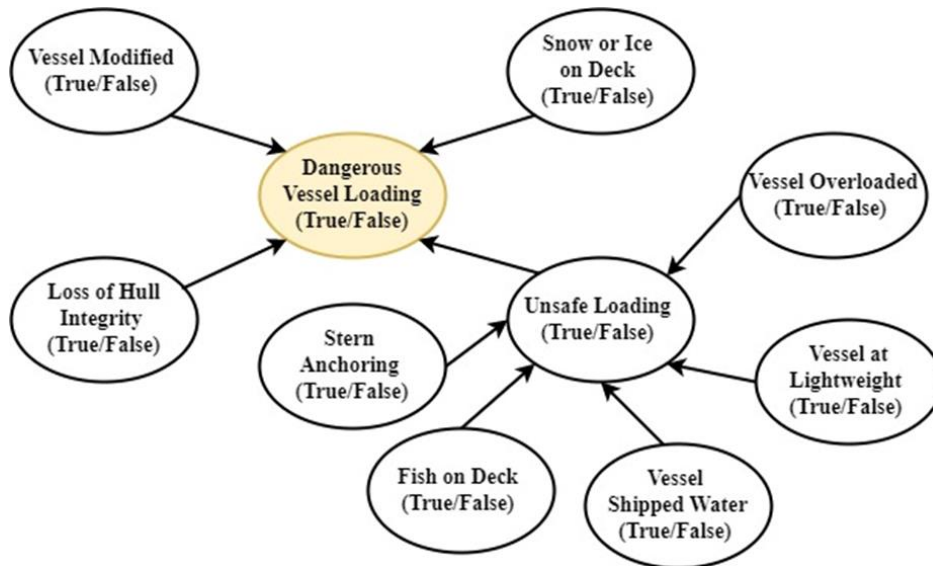 Vessel Modified
(True/False)
Snow or Ice
on Deck
(True/False)
Dangerous
Vessel Loading
(True/False)
Vessel Overloaded
(True/False)
Loss of Hull
Integrity
(True/False)
Unsafe Loading
(True/False)
Stern
Anchoring
(True/False)
Vessel at
Lightweight
(True/False)
Fish on Deck
(True/False)
Vessel
Shipped Water
(True/False)